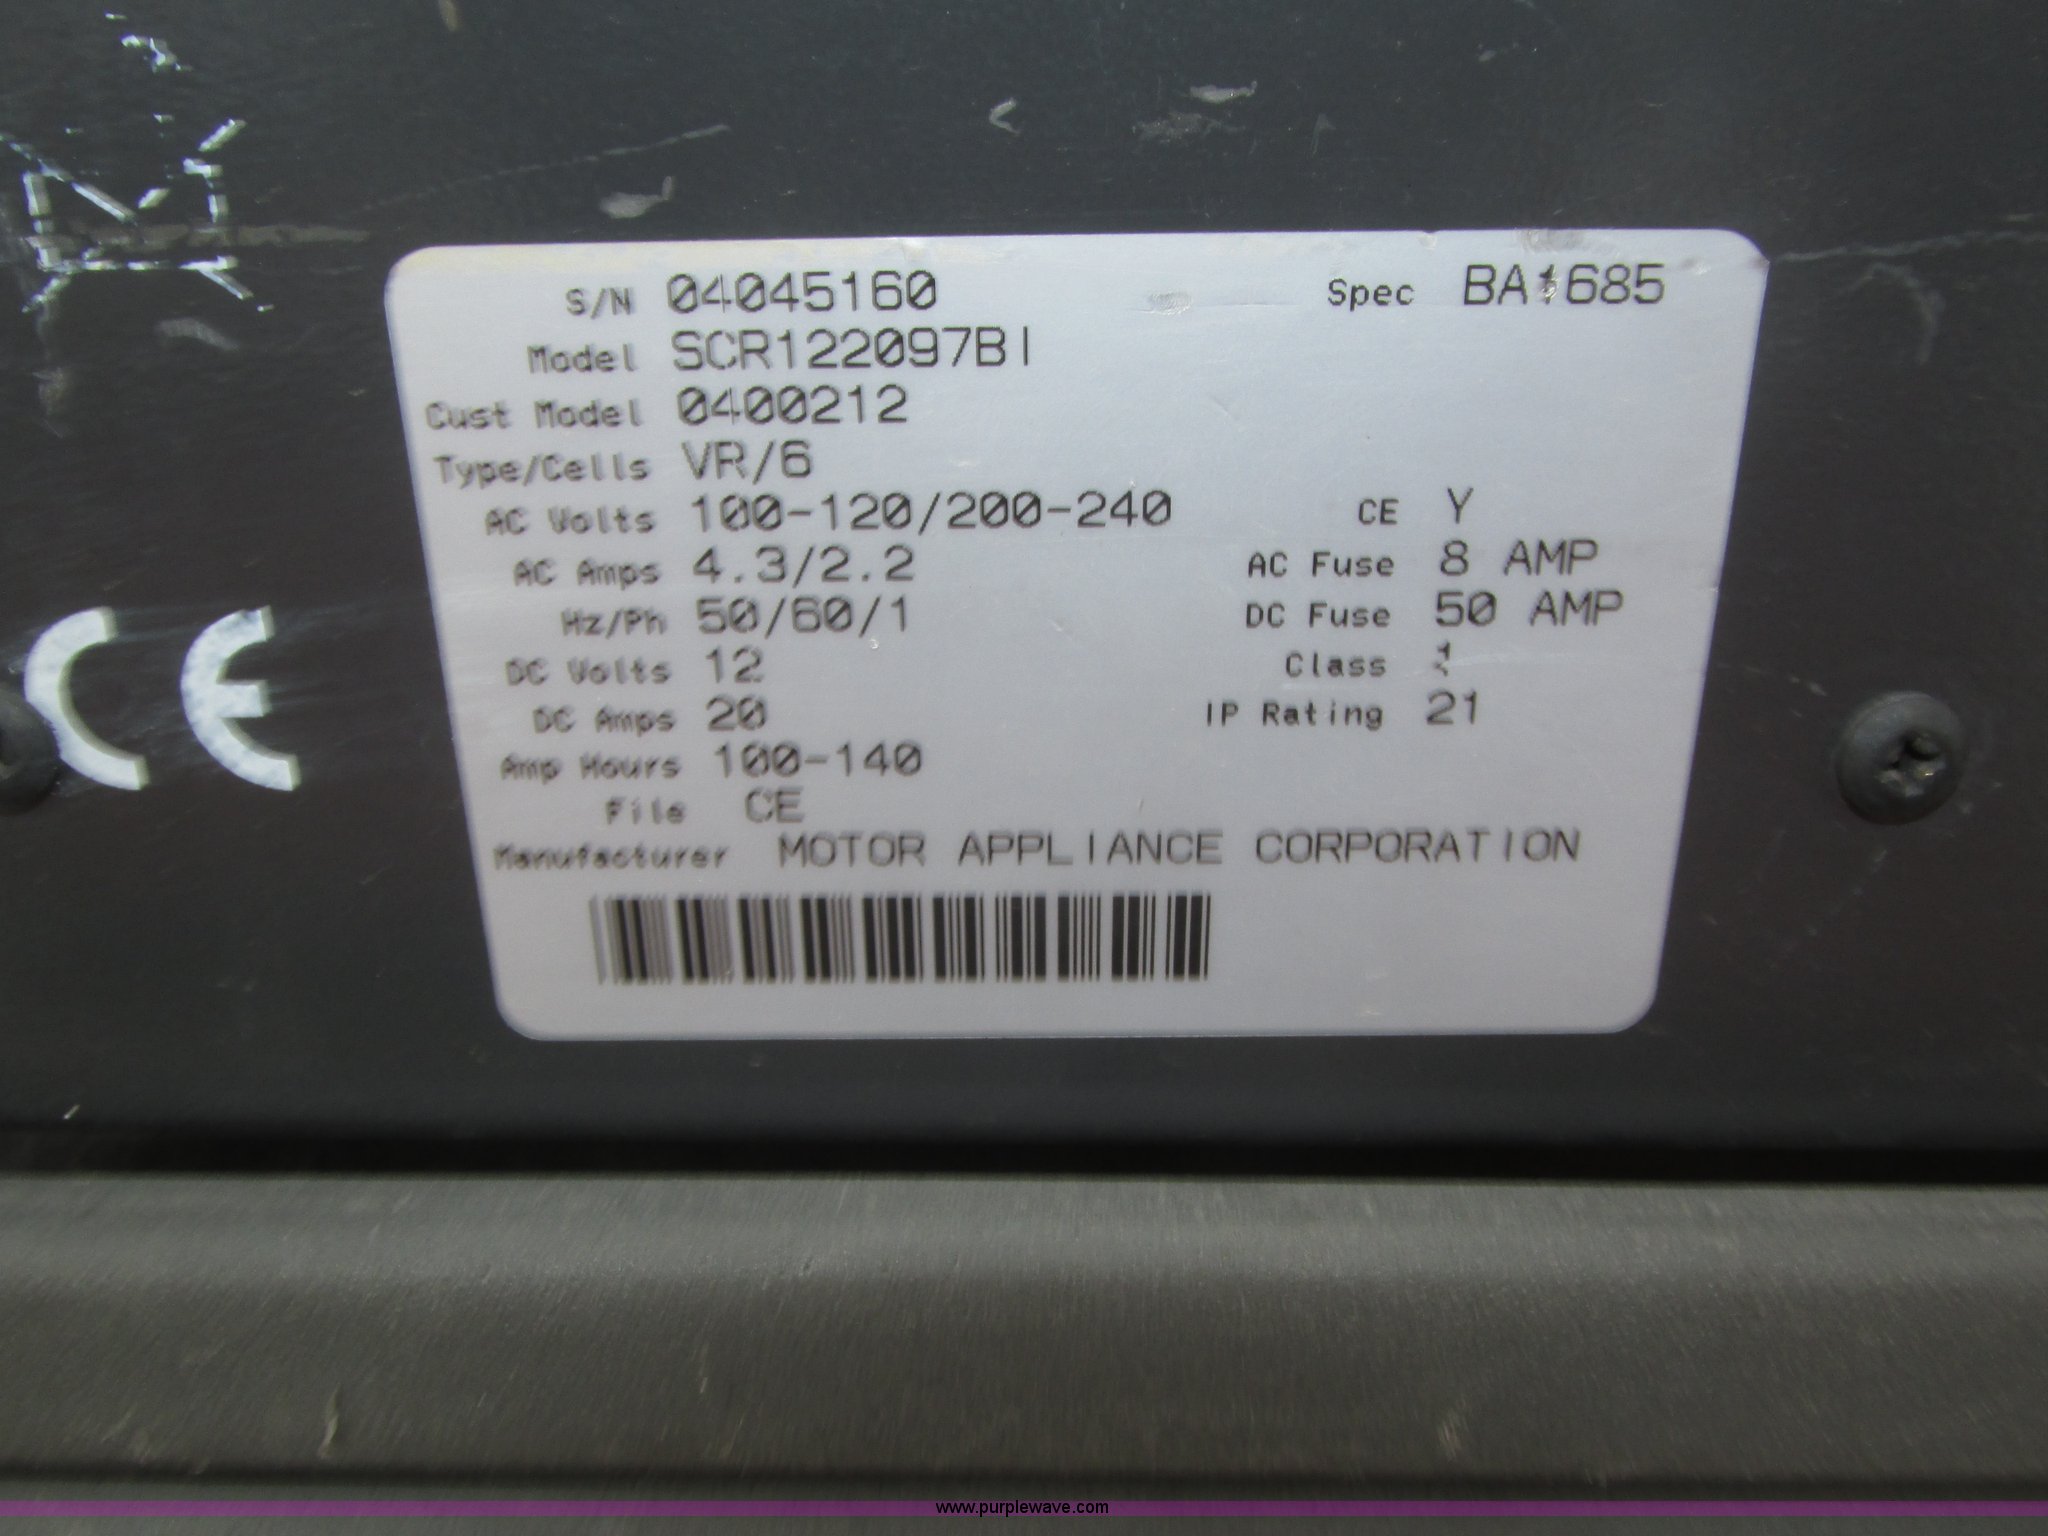 S/N 04045160 Spec BA1685
Model SCR122097BI
Cust Model 0400212
Type/Cells VR/6
AC Volts 100-120/200-240 CE Y
AC Amps 4.3/2.2 AC Fuse 8 AMP
Hz/Ph 50/60/1 DC Fuse 50 AMP
DC Volts 12 Class
DC Amps 20 IP Rating 21
Amp Hours 100-140
File CE
Manufacturer MOTOR APPLIANCE CORPORATION
CE
www.purplewave.com